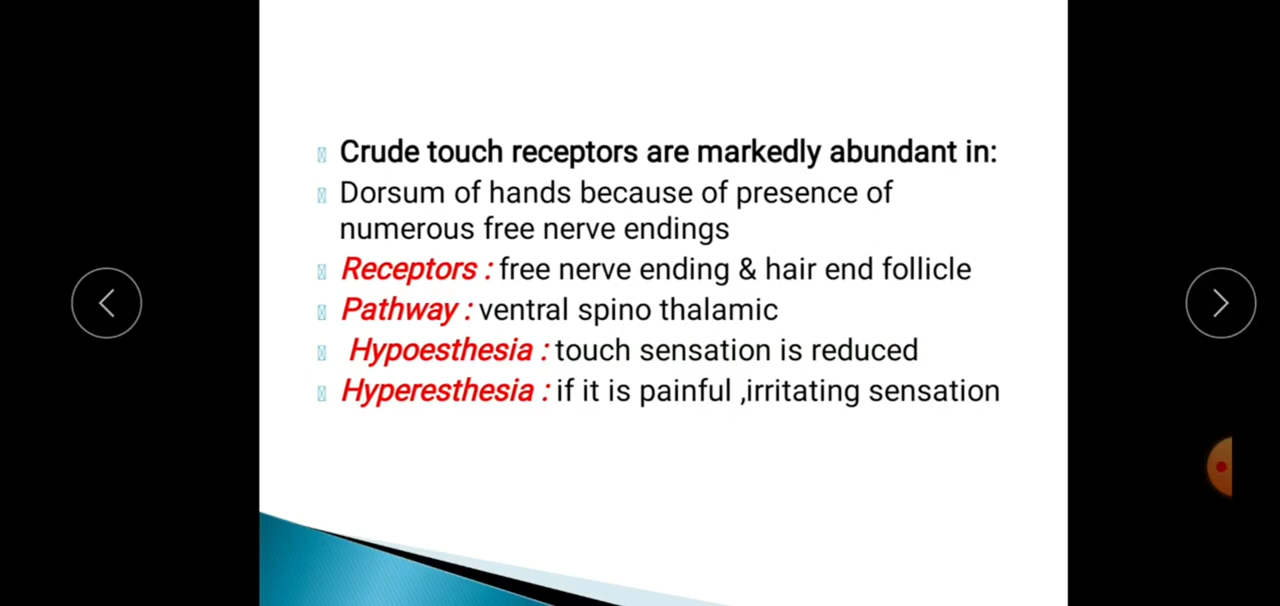 Crude touch receptors are markedly abundant in:
Dorsum of hands because of presence of
numerous free nerve endings
Receptors : free nerve ending & hair end follicle
Pathway : ventral spino thalamic
Hypoesthesia : touch sensation is reduced
Hyperesthesia : if it is painful ,irritating sensation